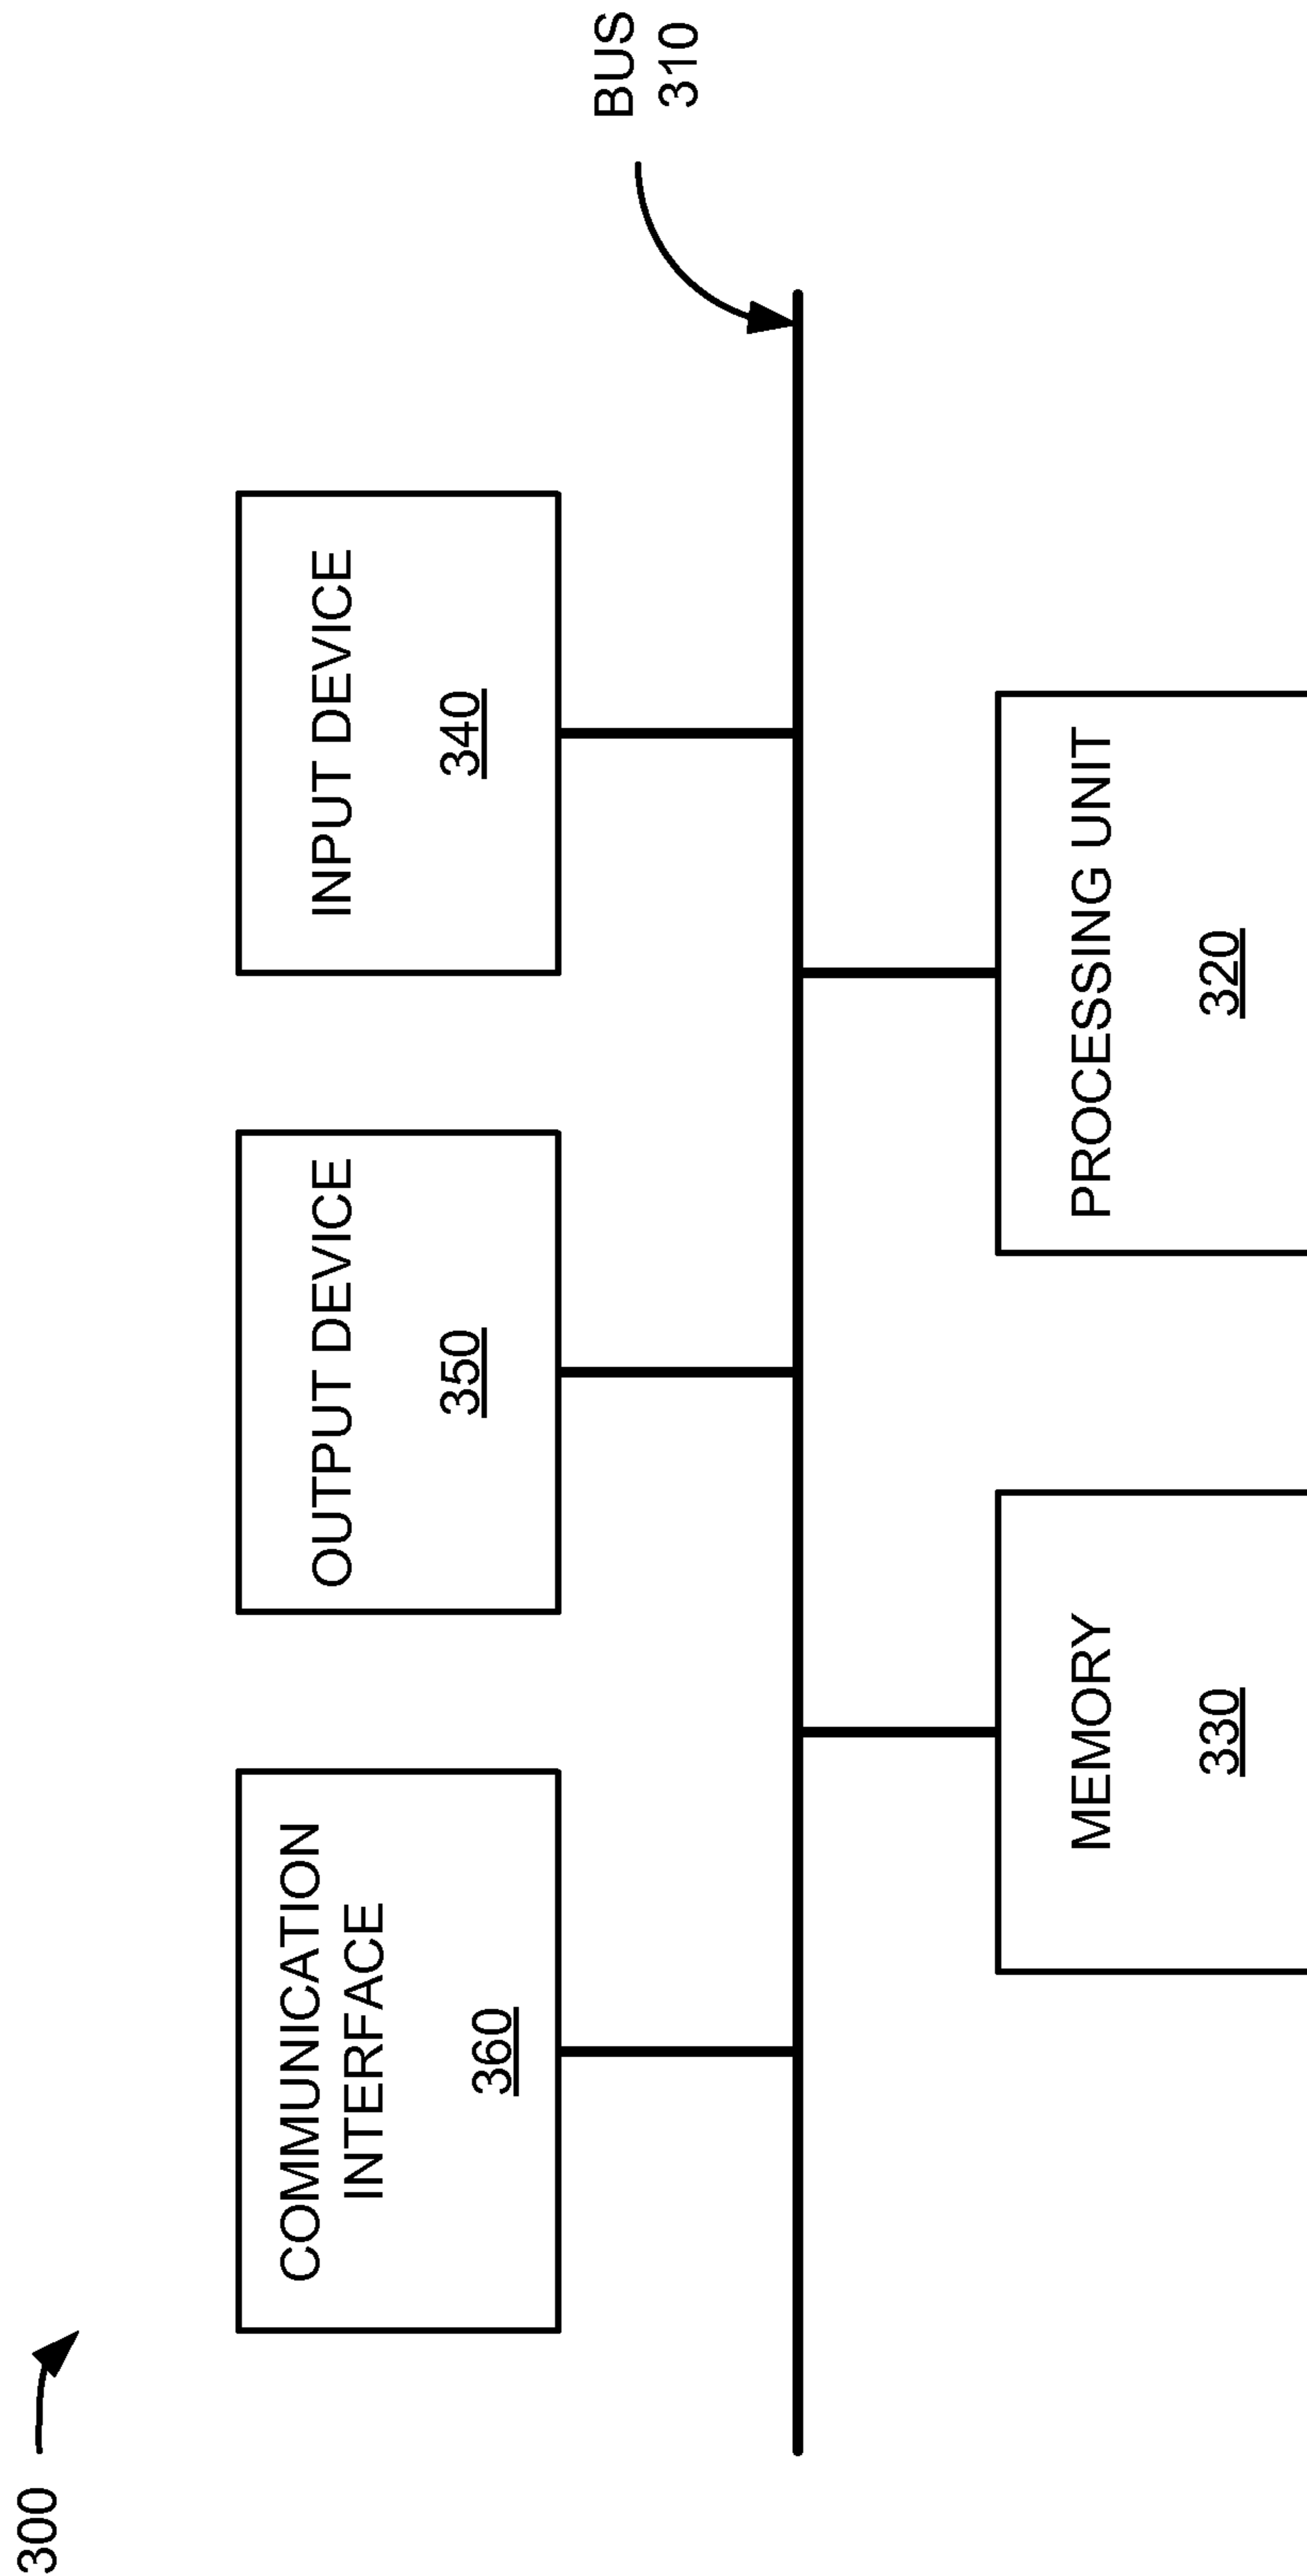 300
COMMUNICATION
INTERFACE
360
OUTPUT DEVICE
350
INPUT DEVICE
340
BUS
310
MEMORY
330
PROCESSING UNIT
320